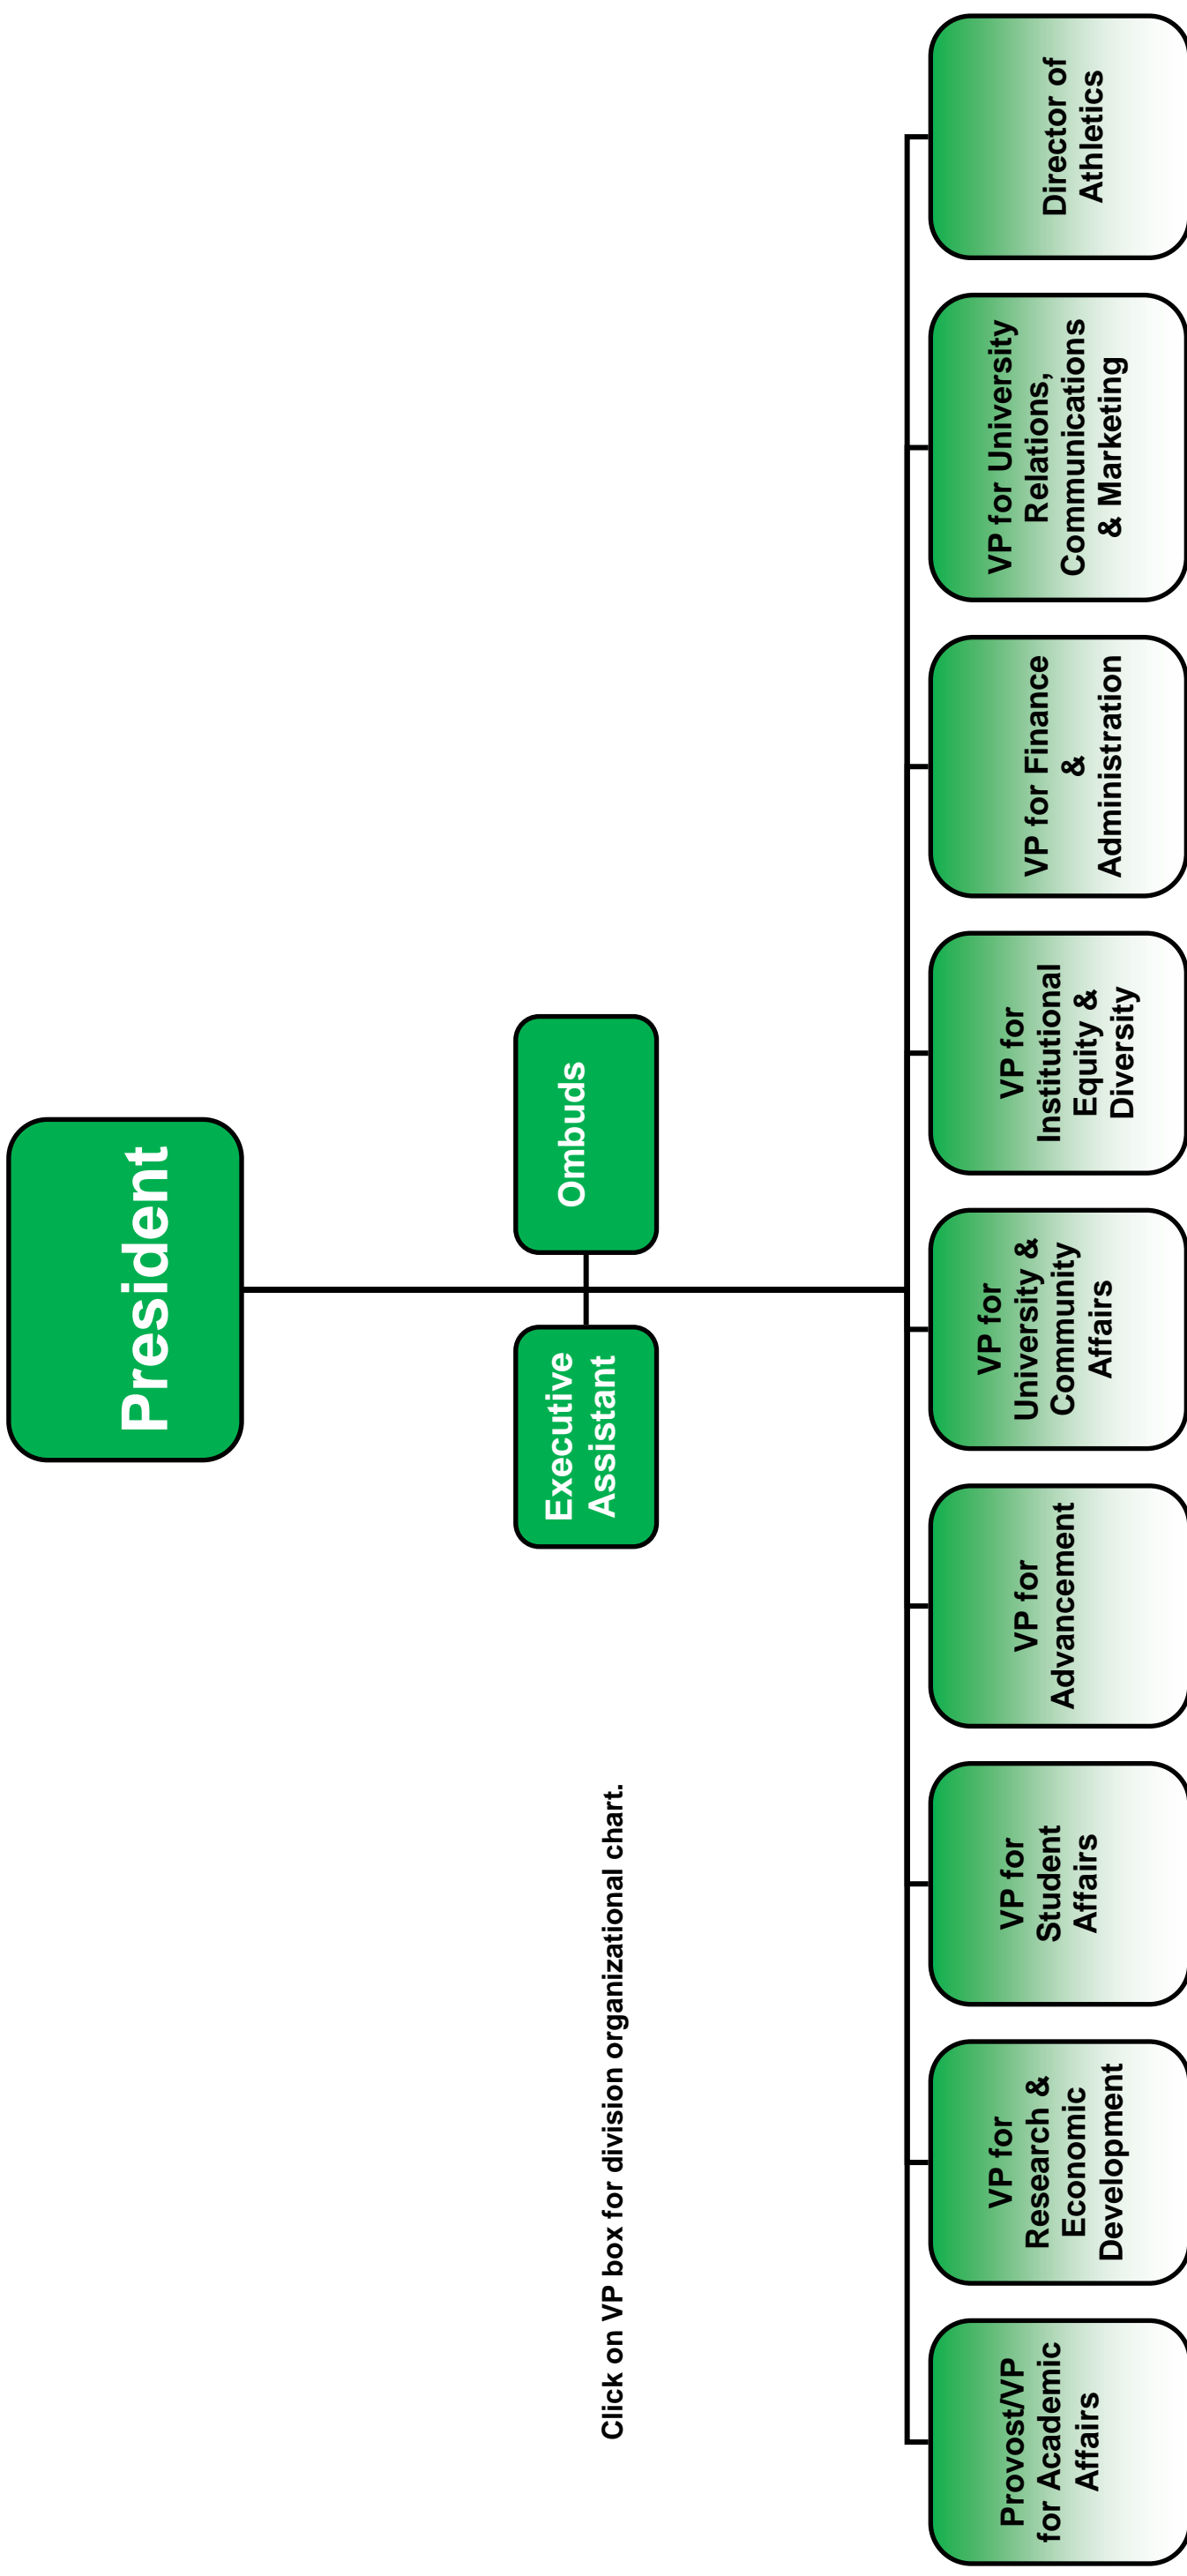 President
Executive
Assistant
Ombuds
Click on VP box for division organizational chart.
Provost/VP
for Academic
Affairs
VP for
Research &
Economic
Development
VP for
Student
Affairs
VP for
Advancement
VP for
University &
Community
Affairs
VP for
Institutional
Equity &
Diversity
VP for Finance
&
Administration
VP for University
Relations,
Communications
& Marketing
Director of
Athletics